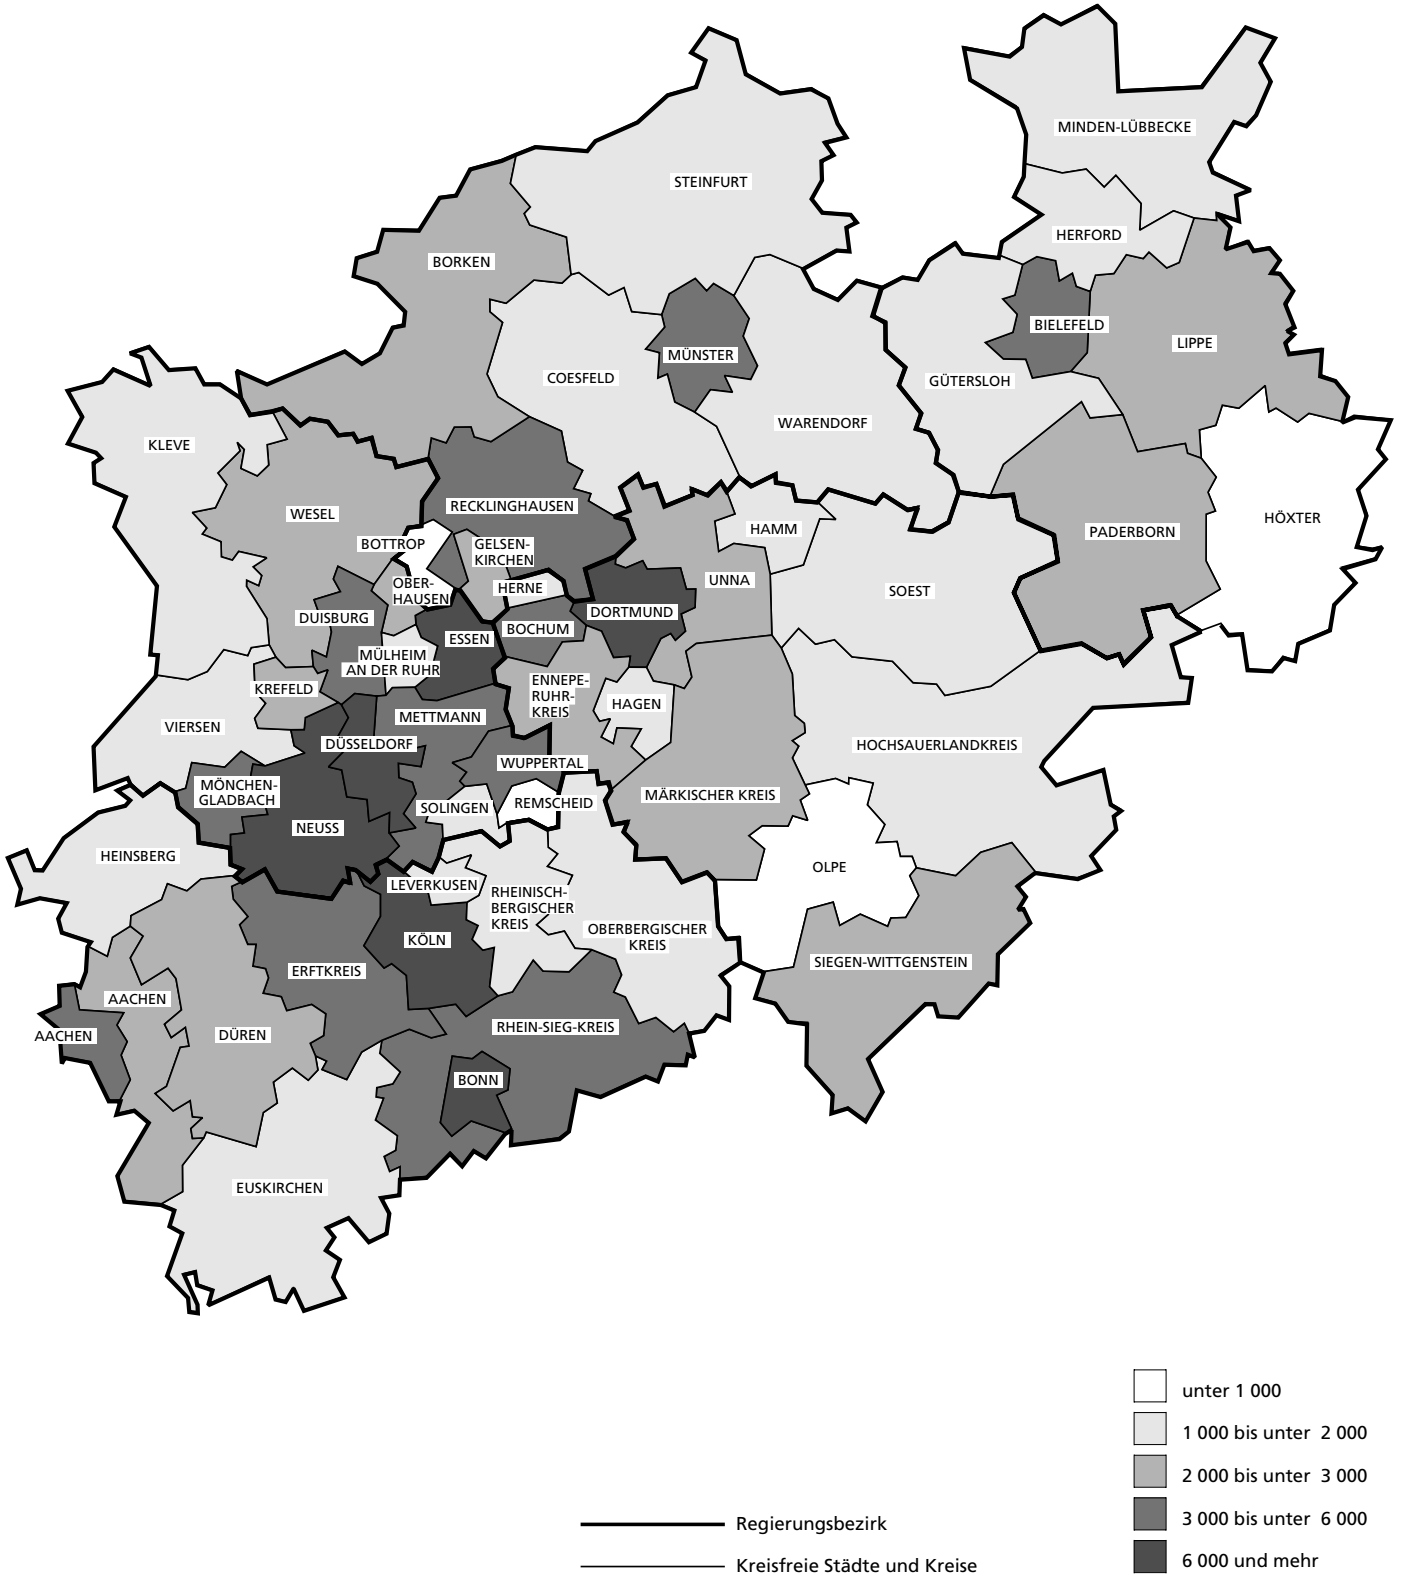 MINDEN-LÜBBECKE
STEINFURT
HERFORD
BORKEN
BIELEFELD
LIPPE
MÜNSTER
COESFELD
GÜTERSLOH
WARENDORF
KLEVE
RECKLINGHAUSEN
WESEL
HÖXTER
HAMM
PADERBORN
BOTTROP
GELSEN-
KIRCHEN
UNNA
OBER-
HAUSEN
HERNE
SOEST
DORTMUND
DUISBURG
BOCHUM
ESSEN
MÜLHEIM
AN DER RUHR
ENNEPE-
RUHR-
KREIS
KREFELD
HAGEN
METTMANN
VIERSEN
DÜSSELDORF
HOCHSAUERLANDKREIS
WUPPERTAL
MÖNCHEN-
GLADBACH
MÄRKISCHER KREIS
SOLINGEN
REMSCHEID
NEUSS
HEINSBERG
OLPE
LEVERKUSEN
RHEINISCH-
BERGISCHER
KREIS
OBERBERGISCHER
KREIS
KÖLN
SIEGEN-WITTGENSTEIN
ERFTKREIS
AACHEN
RHEIN-SIEG-KREIS
AACHEN
DÜREN
BONN
EUSKIRCHEN
unter 1 000
1 000 bis unter 2 000
2 000 bis unter 3 000
3 000 bis unter 6 000
6 000 und mehr
Regierungsbezirk
Kreisfreie Städte und Kreise